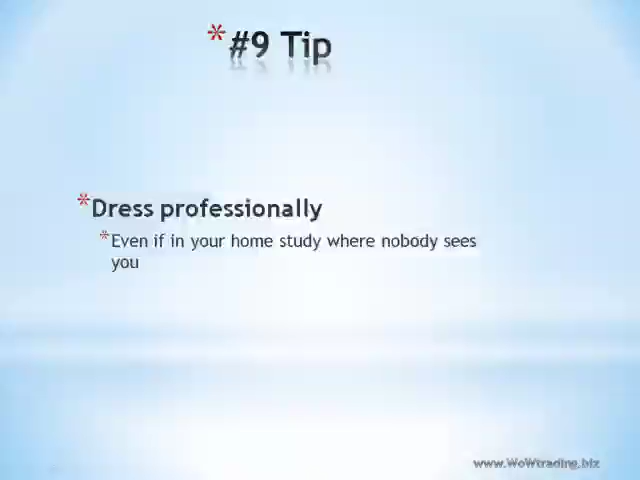 *#9 Tip
*Dress professionally
*Even if in your home study where nobody sees
you
www.WoWtrading.biz